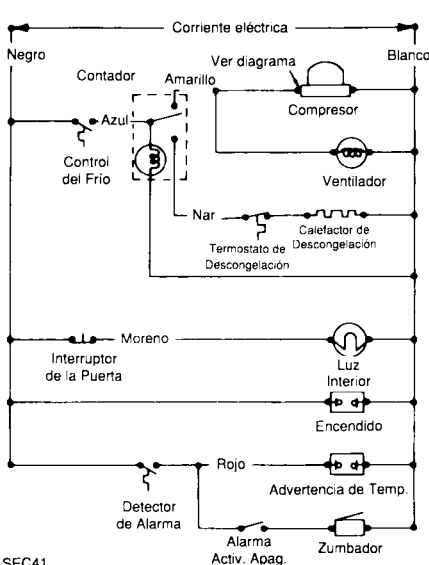 Corriente eléctrica
Negro
Blanco
Contador
Amarillo
Ver diagrama
Compresor
Azul
Control
del Frío
Ventilador
Nar
Termostato de
Descongelación
Calefactor de
Descongelación
Moreno
Interruptor
de la Puerta
Luz
Interior
Encendido
Rojo
Advertencia de Temp.
Detector
de Alarma
Alarma
Activ. Apag.
Zumbador
SEC41